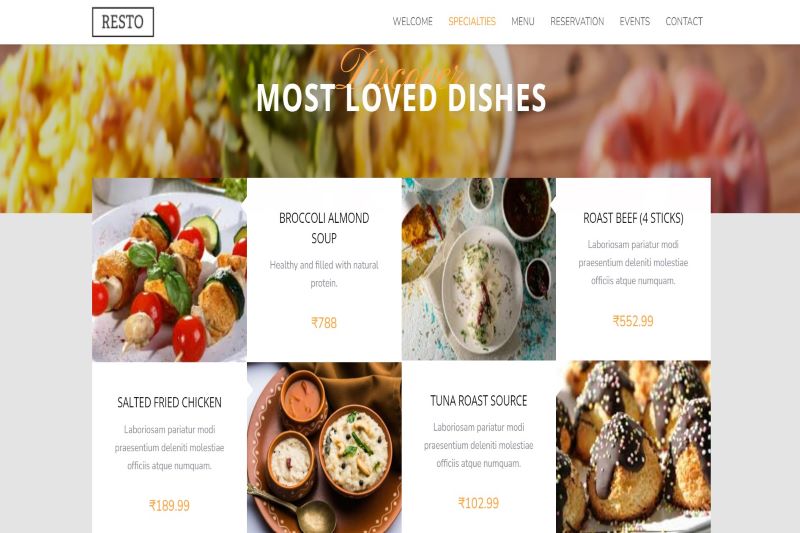 RESTO
WELCOME SPECIALTIES MENU RESERVATION EVENTS CONTACT
Discover
MOST LOVED DISHES
BROCCOLI ALMOND
SOUP
Healthy and filled with natural
protein.
₹788
ROAST BEEF (4 STICKS)
Laboriosam pariatur modi
praesentium deleniti molestiae
officiis atque numquam.
₹552.99
SALTED FRIED CHICKEN
Laboriosam pariatur modi
praesentium deleniti molestiae
officiis atque numquam.
₹189.99
TUNA ROAST SOURCE
Laboriosam pariatur modi
praesentium deleniti molestiae
officiis atque numquam.
₹102.99